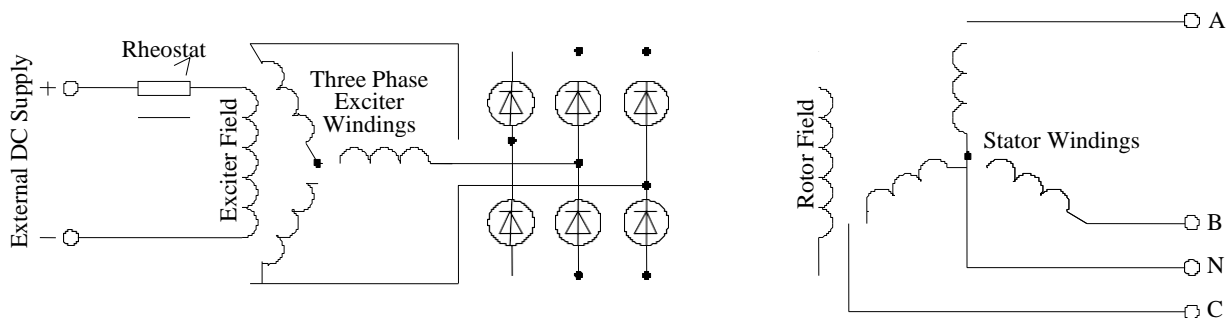 External DC Supply
+
−
Rheostat
Exciter Field
Three Phase
Exciter
Windings
Rotor Field
Stator Windings
A
B
N
C